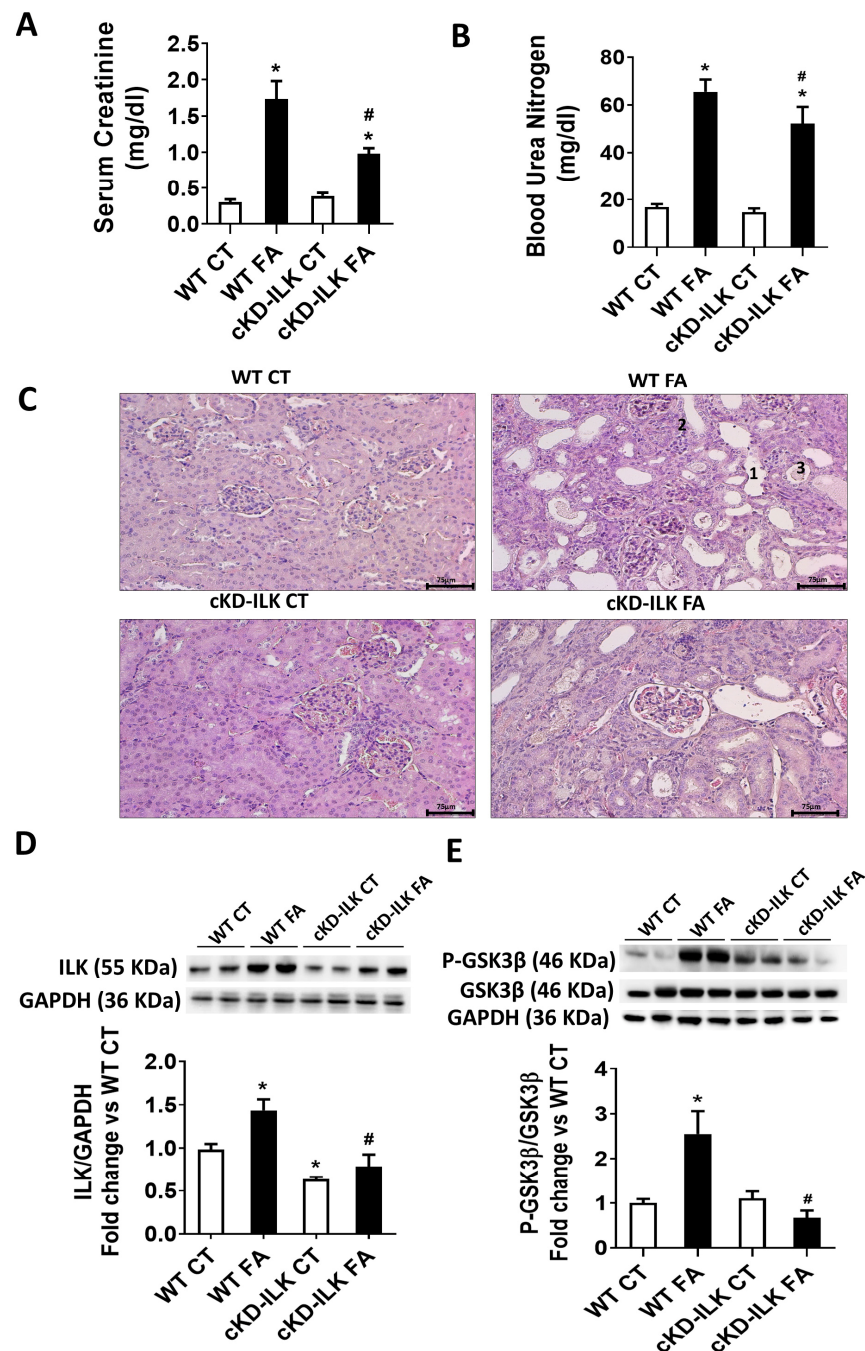 A
Serum Creatinine
(mg/dl)
2.5
2.0
1.5
1.0
0.5
0.0
*
#
*
WT CT
WT FA
cKD-ILK CT
cKD-ILK FA
B
Blood Urea Nitrogen
(mg/dl)
80
60
40
20
0
*
#
*
WT CT
WT FA
cKD-ILK CT
cKD-ILK FA
C
WT CT
75µm
WT FA
2
1
3
75µm
cKD-ILK CT
75µm
cKD-ILK FA
75µm
D
WT CT
WT FA
cKD-ILK CT
cKD-ILK FA
ILK (55 KDa)
GAPDH (36 KDa)
ILK/GAPDH
Fold change vs WT CT
2.0
1.5
1.0
0.5
0.0
*
*
#
WT CT
WT FA
cKD-ILK CT
cKD-ILK FA
E
WT CT
WT FA
cKD-ILK CT
cKD-ILK FA
P-GSK3β (46 KDa)
GSK3β (46 KDa)
GAPDH (36 KDa)
P-GSK3β/GSK3β
Fold change vs WT CT
4
3
2
1
0
*
#
WT CT
WT FA
cKD-ILK CT
cKD-ILK FA